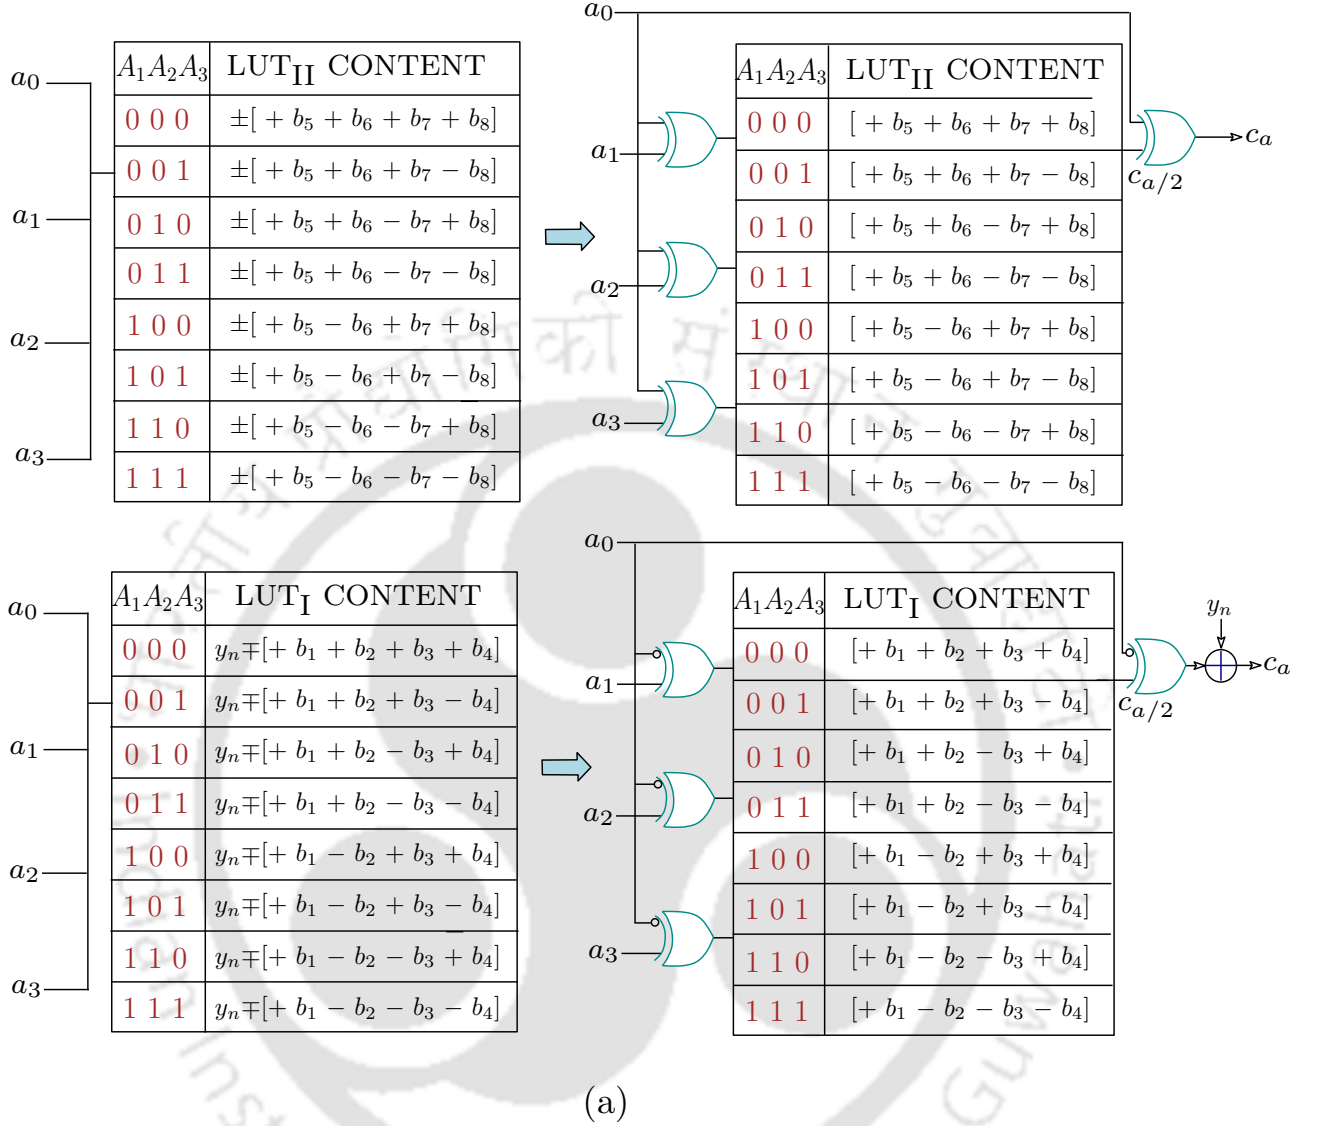 a0
A1A2A3 LUTII CONTENT
0 0 0 ±[ + b5 + b6 + b7 + b8]
0 0 1 ±[ + b5 + b6 + b7 − b8]
0 1 0 ±[ + b5 + b6 − b7 + b8]
0 1 1 ±[ + b5 + b6 − b7 − b8]
1 0 0 ±[ + b5 − b6 + b7 + b8]
1 0 1 ±[ + b5 − b6 + b7 − b8]
1 1 0 ±[ + b5 − b6 − b7 + b8]
1 1 1 ±[ + b5 − b6 − b7 − b8]
a1
a2
a3
a0
A1A2A3 LUTII CONTENT
0 0 0 [ + b5 + b6 + b7 + b8]
0 0 1 [ + b5 + b6 + b7 − b8]
0 1 0 [ + b5 + b6 − b7 + b8]
0 1 1 [ + b5 + b6 − b7 − b8]
1 0 0 [ + b5 − b6 + b7 + b8]
1 0 1 [ + b5 − b6 + b7 − b8]
1 1 0 [ + b5 − b6 − b7 + b8]
1 1 1 [ + b5 − b6 − b7 − b8]
a1
a2
a3
ca/2
ca
a0
A1A2A3 LUTI CONTENT
0 0 0 yn∓[+ b1 + b2 + b3 + b4]
0 0 1 yn∓[+ b1 + b2 + b3 − b4]
0 1 0 yn∓[+ b1 + b2 − b3 + b4]
0 1 1 yn∓[+ b1 + b2 − b3 − b4]
1 0 0 yn∓[+ b1 − b2 + b3 + b4]
1 0 1 yn∓[+ b1 − b2 + b3 − b4]
1 1 0 yn∓[+ b1 − b2 − b3 + b4]
1 1 1 yn∓[+ b1 − b2 − b3 − b4]
a1
a2
a3
a0
A1A2A3 LUTI CONTENT
0 0 0 [+ b1 + b2 + b3 + b4]
0 0 1 [+ b1 + b2 + b3 − b4]
0 1 0 [+ b1 + b2 − b3 + b4]
0 1 1 [+ b1 + b2 − b3 − b4]
1 0 0 [+ b1 − b2 + b3 + b4]
1 0 1 [+ b1 − b2 + b3 − b4]
1 1 0 [+ b1 − b2 − b3 + b4]
1 1 1 [+ b1 − b2 − b3 − b4]
a1
a2
a3
ca/2
yn
ca
(a)